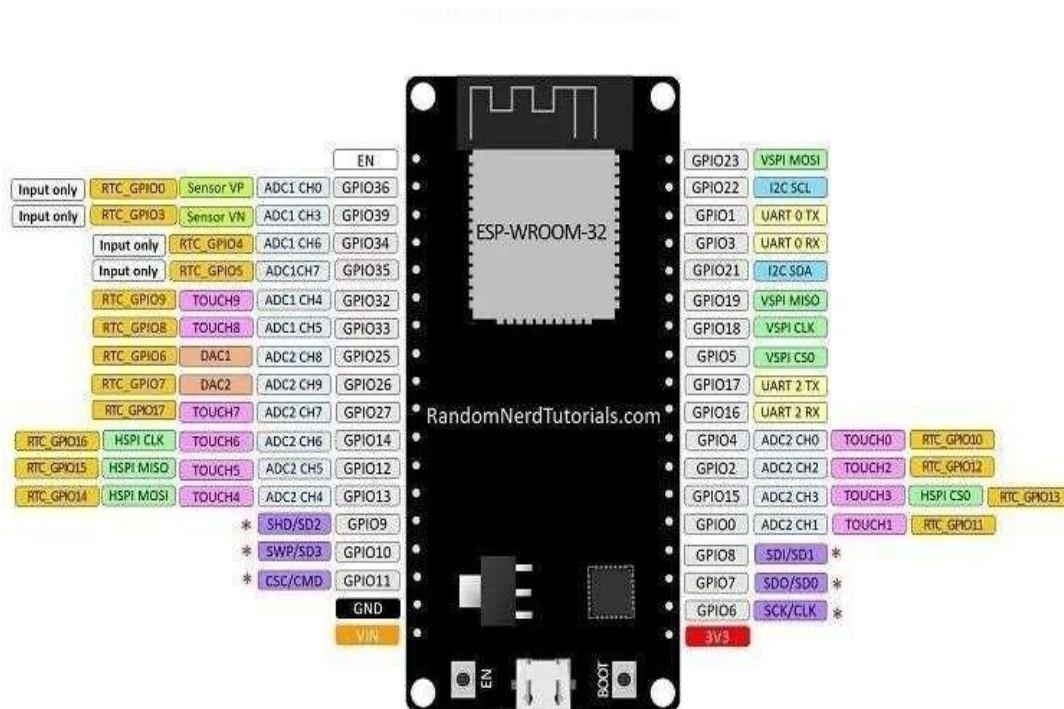 EN GPIO23 VSPI MOSI
Input only RTC_GPIO0 Sensor VP ADC1 CH0 GPIO36 GPIO22 I2C SCL
Input only RTC_GPIO3 Sensor VN ADC1 CH3 GPIO39 GPIO1 UART 0 TX
Input only RTC_GPIO4 ADC1 CH6 GPIO34 ESP-WROOM-32 GPIO3 UART 0 RX
Input only RTC_GPIO5 ADC1CH7 GPIO35 GPIO21 I2C SDA
RTC_GPIO9 TOUCH9 ADC1 CH4 GPIO32 GPIO19 VSPI MISO
RTC_GPIO8 TOUCH8 ADC1 CH5 GPIO33 GPIO18 VSPI CLK
RTC_GPIO6 DAC1 ADC2 CH8 GPIO25 GPIO5 VSPI CS0
RTC_GPIO7 DAC2 ADC2 CH9 GPIO26 GPIO17 UART 2 TX
RTC_GPIO17 TOUCH7 ADC2 CH7 GPIO27 RandomNerdTutorials.com GPIO16 UART 2 RX
RTC_GPIO16 HSPI CLK TOUCH6 ADC2 CH6 GPIO14 GPIO4 ADC2 CH0 TOUCH0 RTC_GPIO10
RTC_GPIO15 HSPI MISO TOUCH5 ADC2 CH5 GPIO12 GPIO2 ADC2 CH2 TOUCH2 RTC_GPIO12
RTC_GPIO14 HSPI MOSI TOUCH4 ADC2 CH4 GPIO13 GPIO15 ADC2 CH3 TOUCH3 HSPI CS0 RTC_GPIO13
* SHD/SD2 GPIO9 GPIO0 ADC2 CH1 TOUCH1 RTC_GPIO11
* SWP/SD3 GPIO10 GPIO8 SDI/SD1 *
* CSC/CMD GPIO11 GPIO7 SDO/SD0 *
GND GPIO6 SCK/CLK *
VIN 3V3
EN BOOT